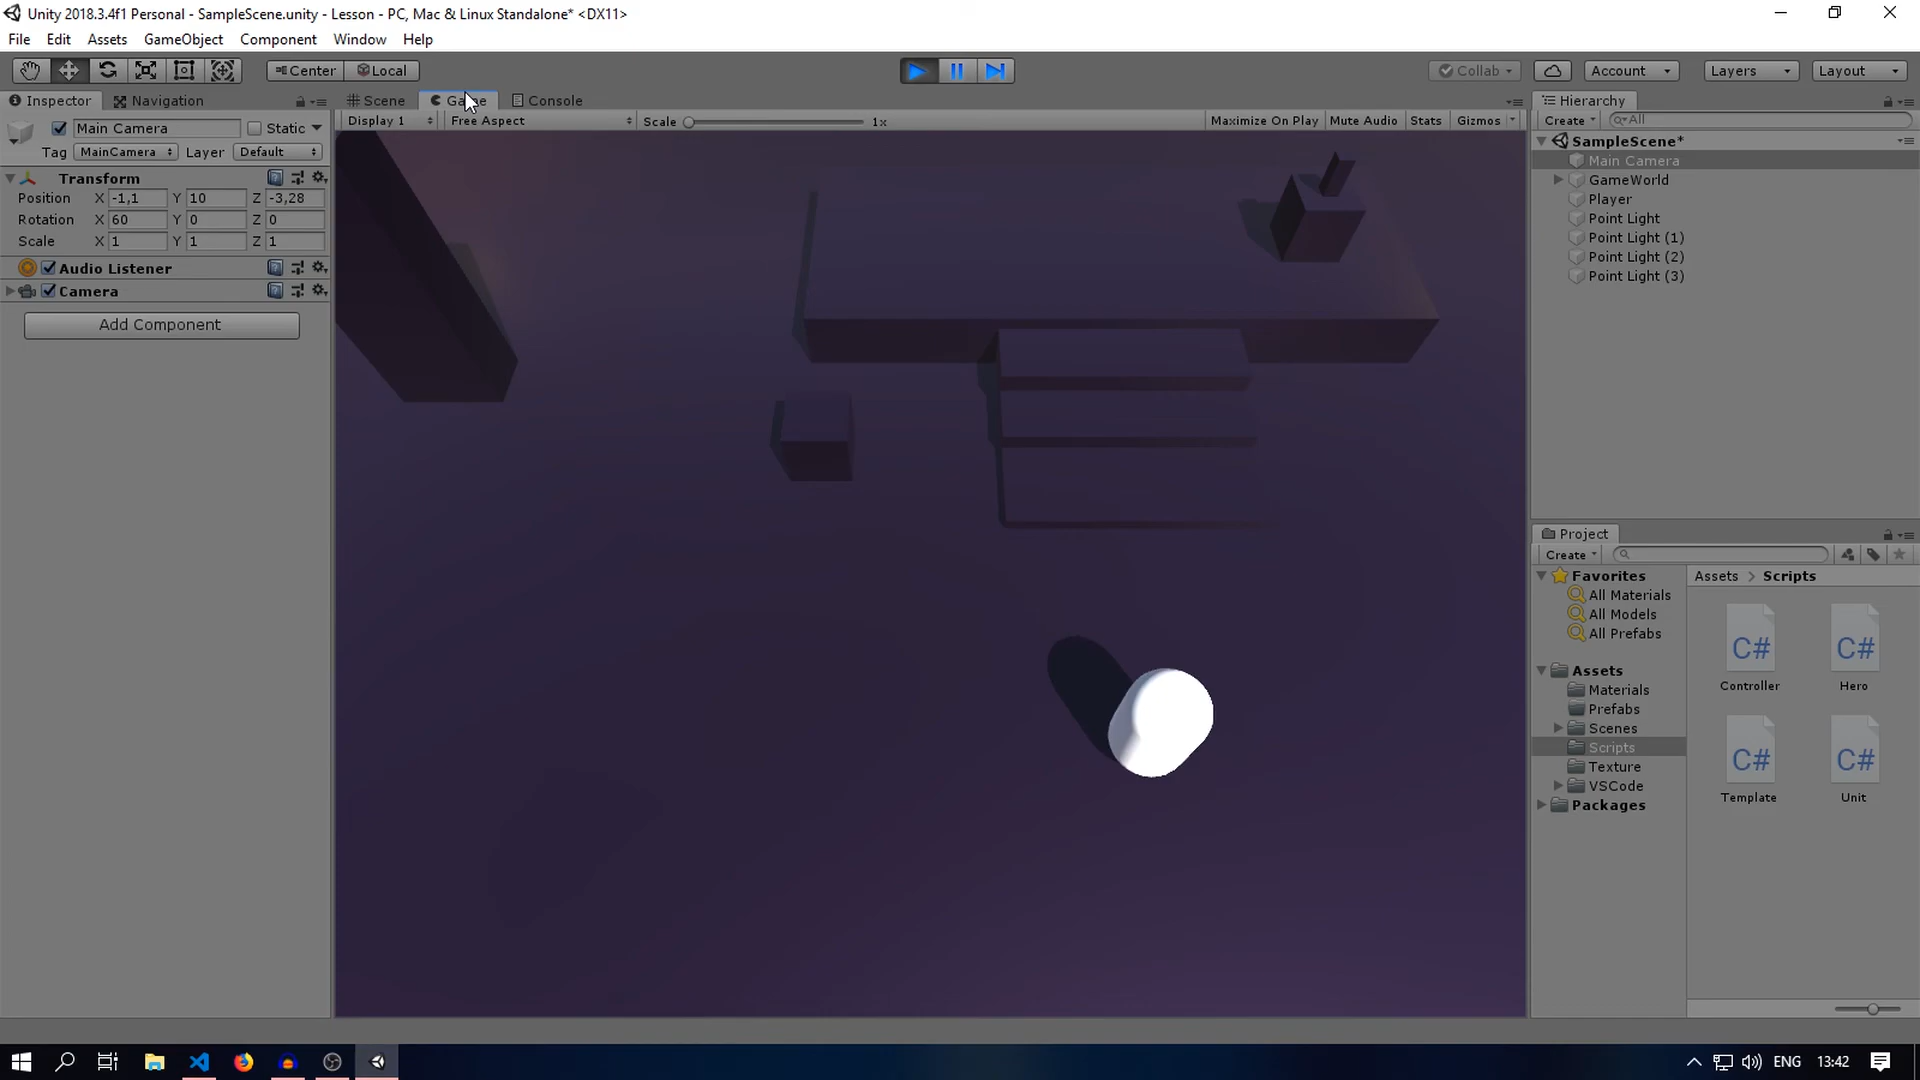 Unity 2018.3.4f1 Personal - SampleScene.unity - Lesson - PC, Mac & Linux Standalone* <DX11>
File Edit Assets GameObject Component Window Help
Center Local Collab Account Layers Layout
Inspector Navigation Scene Game Console Hierarchy
Display 1 Free Aspect Scale 1x Maximize On Play Mute Audio Stats Gizmos Create All
Main Camera Static
Tag MainCamera Layer Default
Transform
Position X -1,1 Y 10 Z -3,28
Rotation X 60 Y 0 Z 0
Scale X 1 Y 1 Z 1
Audio Listener
Camera
Add Component
SampleScene*
Main Camera
GameWorld
Player
Point Light
Point Light (1)
Point Light (2)
Point Light (3)
Project
Create
Favorites
All Materials
All Models
All Prefabs
Assets
Materials
Prefabs
Scenes
Scripts
Texture
VSCode
Packages
Assets > Scripts
C# C#
Controller Hero
C# C#
Template Unit
ENG 13:42